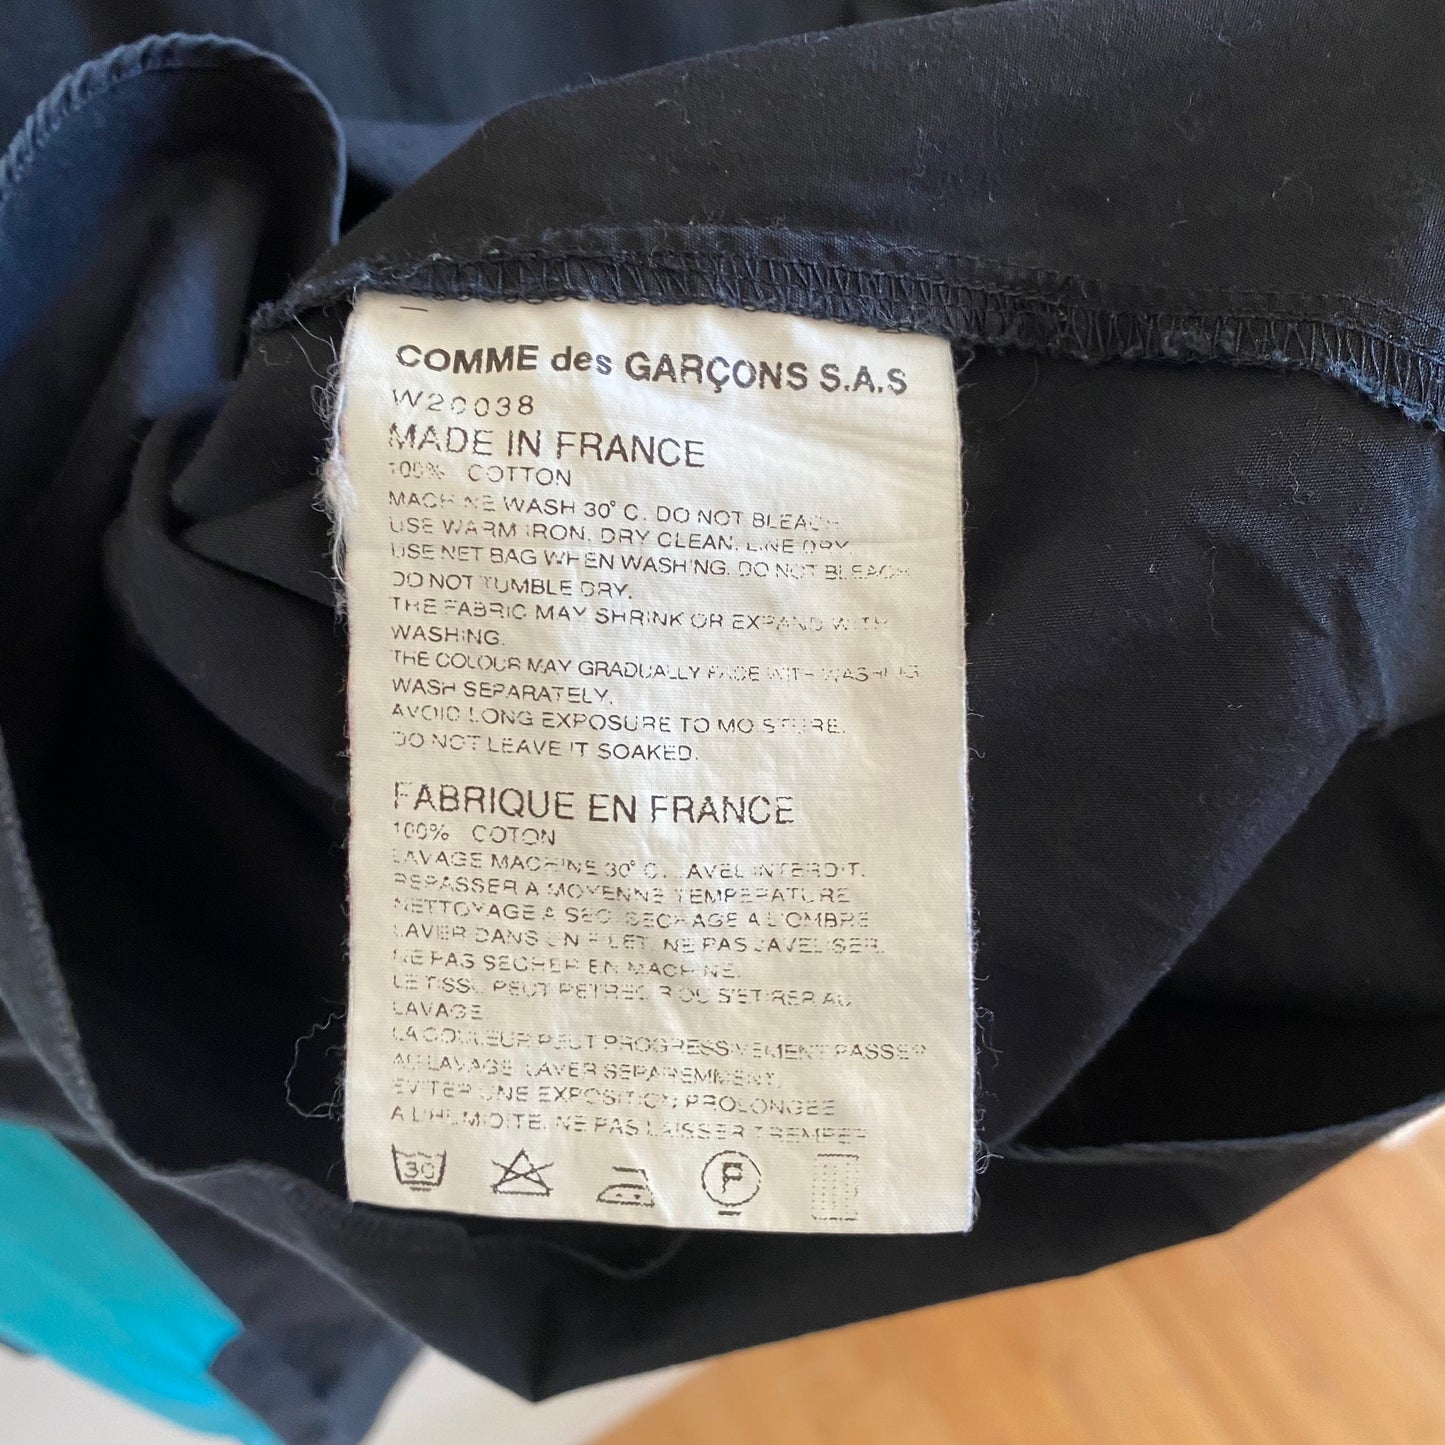 COMME des GARÇONS S.A.S
W20038
MADE IN FRANCE
100% COTTON
MACHINE WASH 30° C. DO NOT BLEACH
USE WARM IRON. DRY CLEAN. LINE DRY.
USE NET BAG WHEN WASHING. DO NOT BLEACH
DO NOT TUMBLE DRY.
THE FABRIC MAY SHRINK OR EXPAND WITH
WASHING.
THE COLOUR MAY GRADUALLY FADE WITH WASHING.
WASH SEPARATELY.
AVOID LONG EXPOSURE TO MOISTURE.
DO NOT LEAVE IT SOAKED.
FABRIQUE EN FRANCE
100% COTON
LAVAGE MACHINE 30° C. JAVEL INTERDIT.
REPASSER A MOYENNE TEMPERATURE
NETTOYAGE A SEC. SECHAGE A L'OMBRE
LAVER DANS UN FILET. NE PAS JAVELISER.
NE PAS SECHER EN MACHINE.
LE TISSU PEUT RETRECIR OU S'ETIRER AU
LAVAGE.
LA COULEUR PEUT PROGRESSIVEMENT PASSER
AU LAVAGE. LAVER SEPAREMMENT.
EVITER UNE EXPOSITION PROLONGEE
A L'HUMIDITE. NE PAS LAISSER TREMPER
30 P